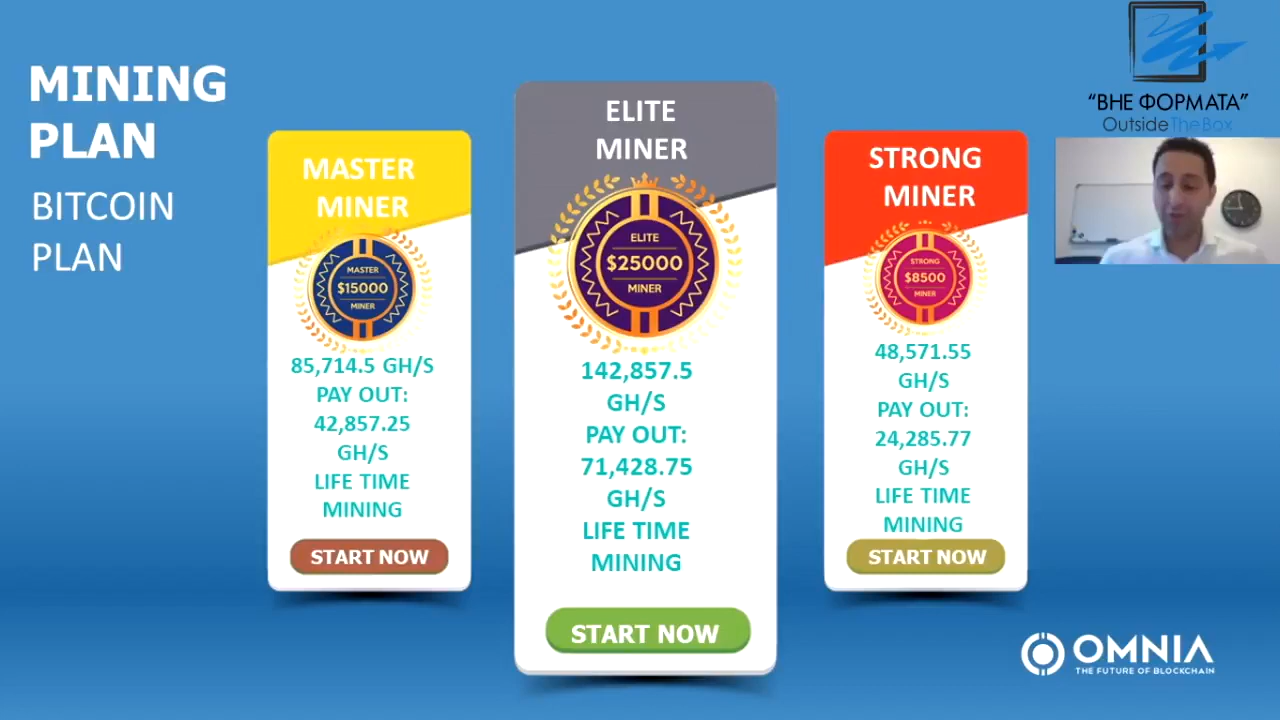 MINING
PLAN
BITCOIN
PLAN
MASTER
MINER
MASTER
$15000
MINER
85,714.5 GH/S
PAY OUT:
42,857.25
GH/S
LIFE TIME
MINING
START NOW
ELITE
MINER
ELITE
$25000
MINER
142,857.5
GH/S
PAY OUT:
71,428.75
GH/S
LIFE TIME
MINING
START NOW
STRONG
MINER
STRONG
$8500
MINER
48,571.55
GH/S
PAY OUT:
24,285.77
GH/S
LIFE TIME
MINING
START NOW
“ВНЕ ФОРМАТА”
OutsideTheBox
OMNIA
THE FUTURE OF BLOCKCHAIN